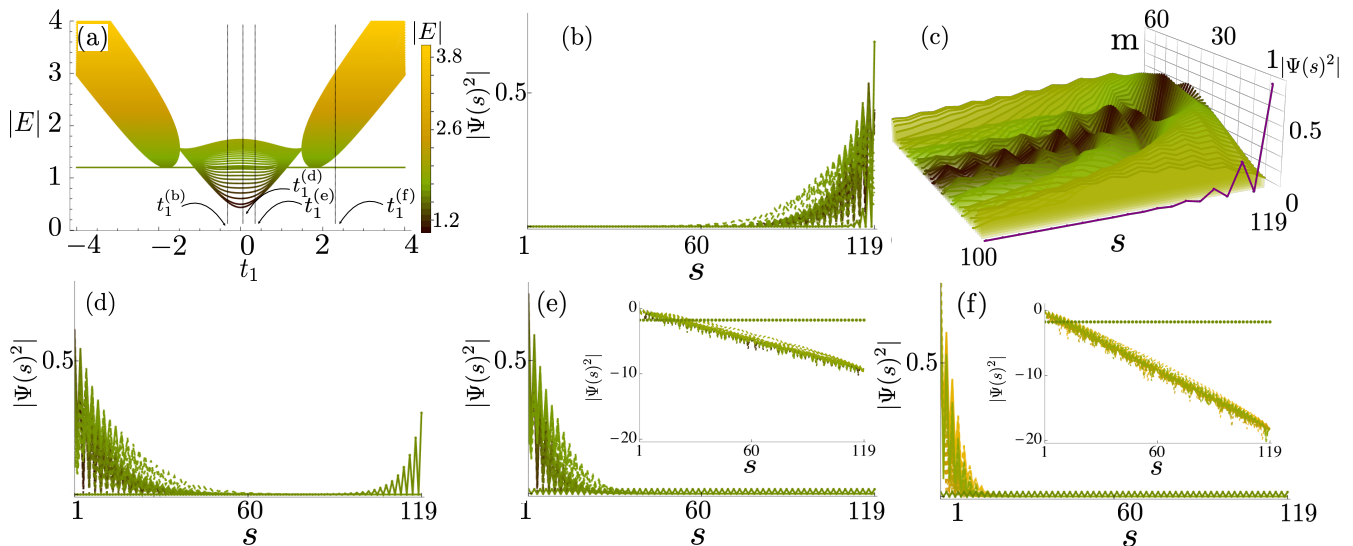 (a)
|E|
4
3
2
1
0
−4
−2
0
2
4
t₁
|E|
3.8
2.6
1.2
t₁^(b)
t₁^(d)
t₁^(e)
t₁^(f)
(b)
|Ψ(s)²|
0.5
1
60
119
s
(c)
m
60
30
1
|Ψ(s)²|
0.5
0
119
100
s
(d)
|Ψ(s)²|
0.5
1
60
119
s
(e)
|Ψ(s)²|
0.5
1
60
119
s
|Ψ(s)²|
0
−10
−20
1
60
119
s
(f)
|Ψ(s)²|
0.5
1
60
119
s
|Ψ(s)²|
0
−10
−20
1
60
119
s